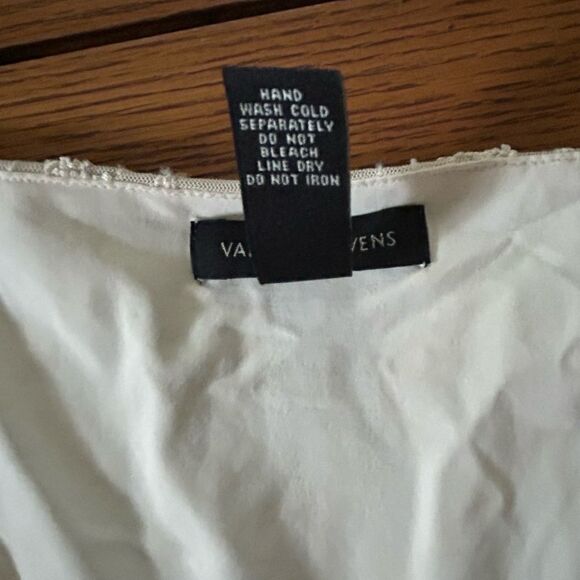 HAND
WASH COLD
SEPARATELY
DO NOT
BLEACH
LINE DRY
DO NOT IRON